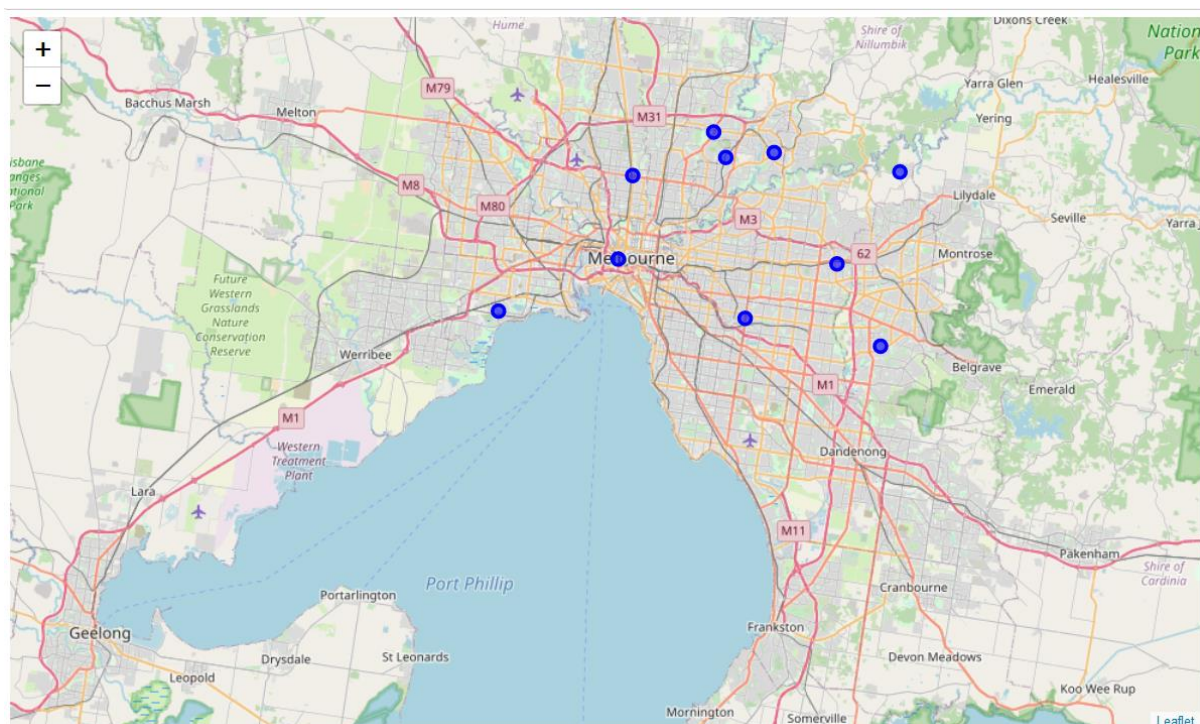 +
−
Bacchus Marsh
Melton
M79
Hume
M31
Shire of
Nillumbik
Dixons Creek
Yarra Glen
Healesville
Yering
National
Park
M8
M80
M3
62
Lilydale
Seville
Montrose
Melbourne
Future
Western
Grasslands
Nature
Conservation
Reserve
Werribee
M1
Western
Treatment
Plant
Lara
M1
Belgrave
Emerald
Dandenong
M11
Pakenham
Shire of
Cardinia
Cranbourne
Port Phillip
Portarlington
Geelong
Drysdale
St Leonards
Leopold
Frankston
Devon Meadows
Koo Wee Rup
Mornington
Somerville
Leaflet